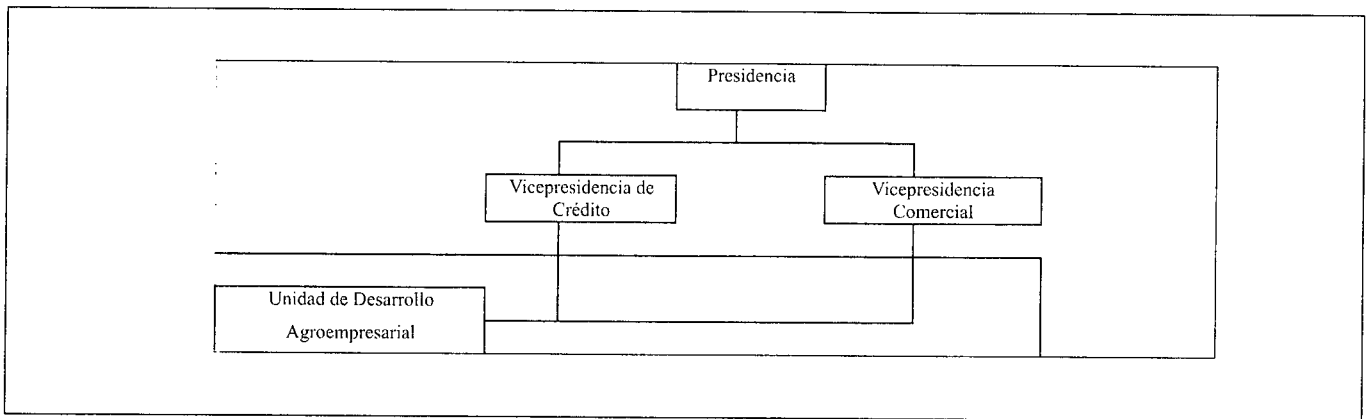 Presidencia
Vicepresidencia de
Crédito
Vicepresidencia
Comercial
Unidad de Desarrollo
Agroempresarial